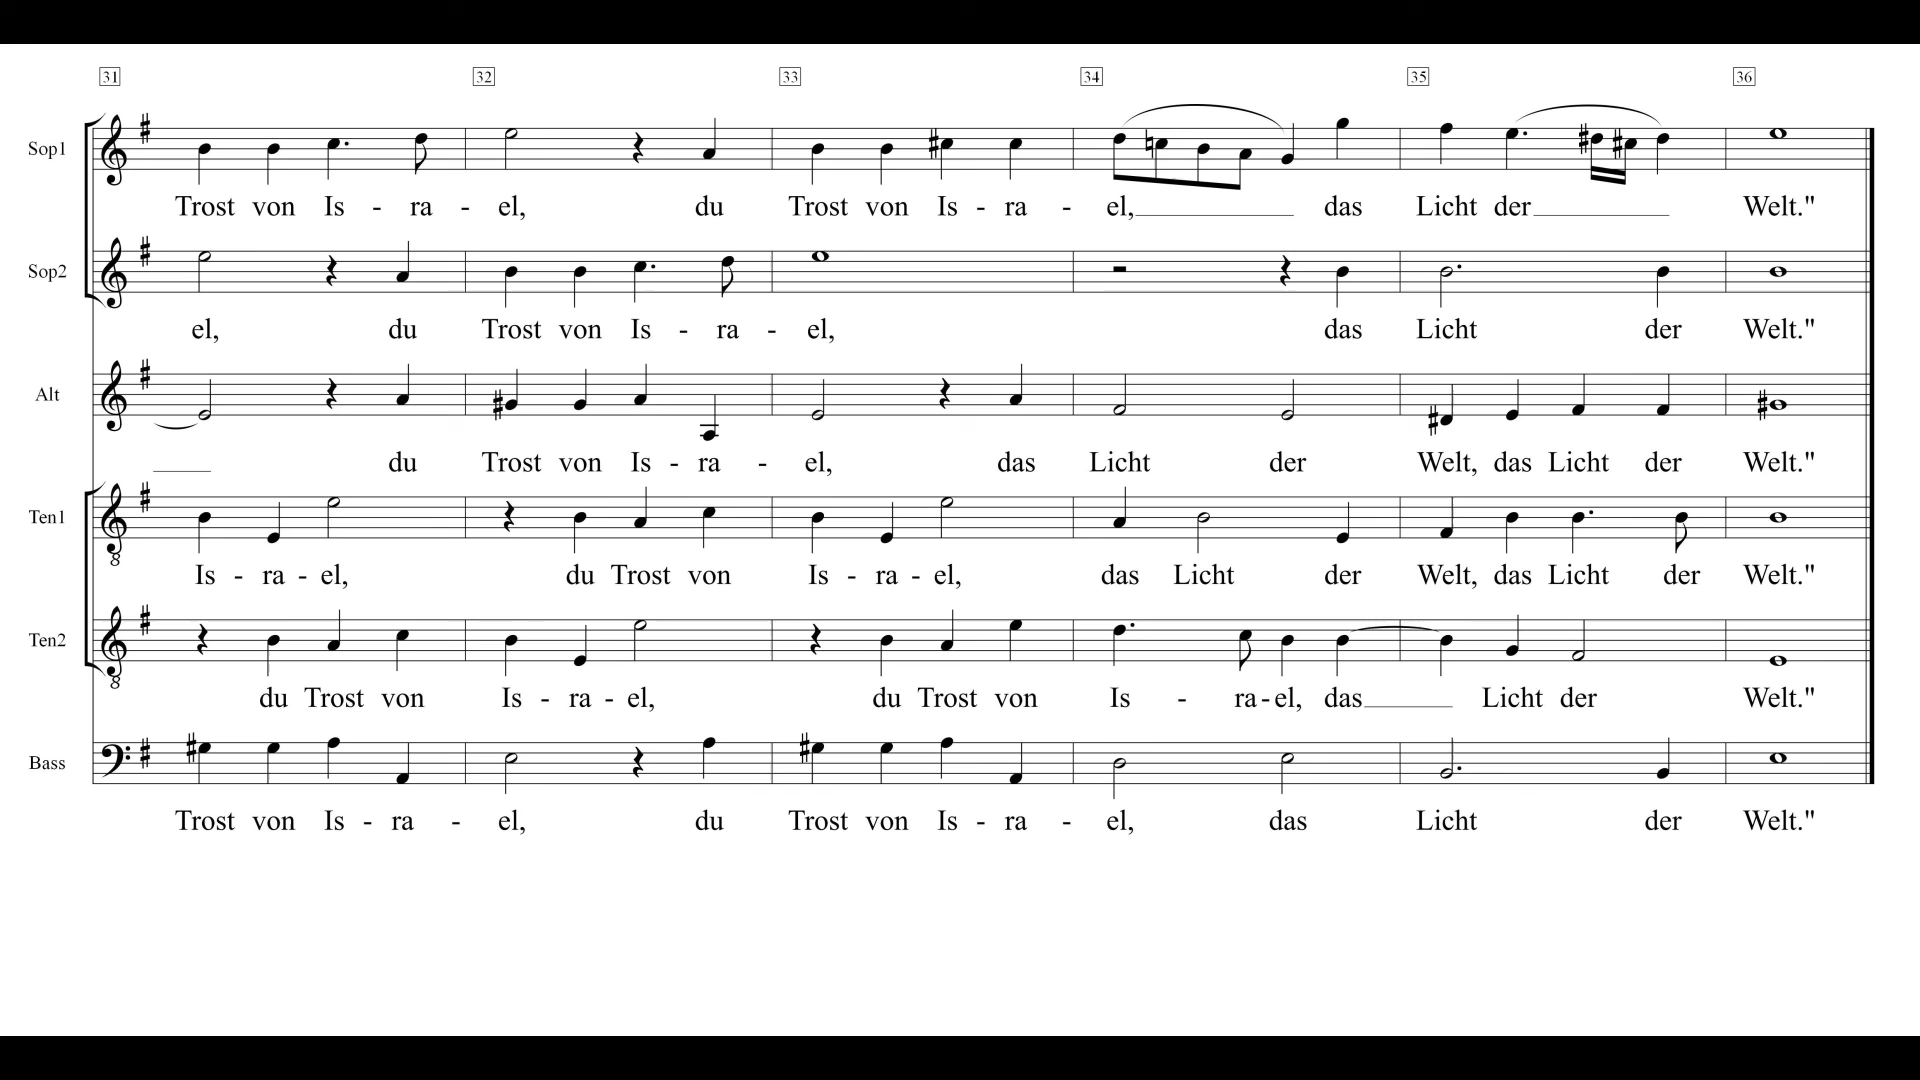 31 32 33 34 35 36
Sop1
Trost von Is - ra - el, du Trost von Is - ra - el, das Licht der Welt."
Sop2
el, du Trost von Is - ra - el, das Licht der Welt."
Alt
du Trost von Is - ra - el, das Licht der Welt, das Licht der Welt."
Ten1
8
Is - ra - el, du Trost von Is - ra - el, das Licht der Welt, das Licht der Welt."
Ten2
8
du Trost von Is - ra - el, du Trost von Is - ra - el, das Licht der Welt."
Bass
Trost von Is - ra - el, du Trost von Is - ra - el, das Licht der Welt."